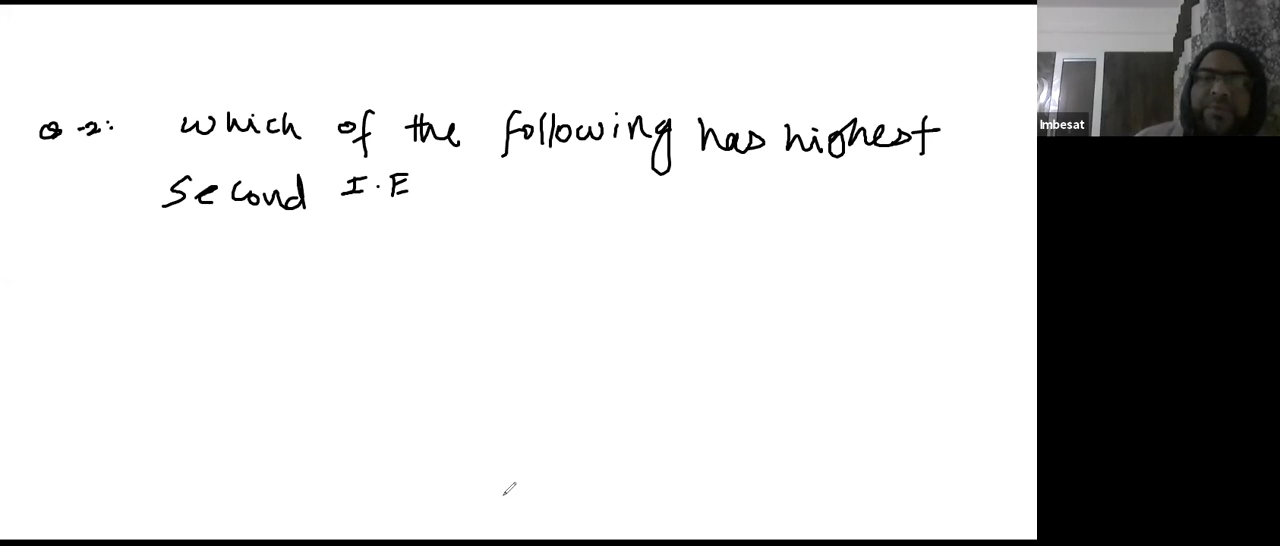 Q-2: which of the following has highest
second I.E
Imbesat